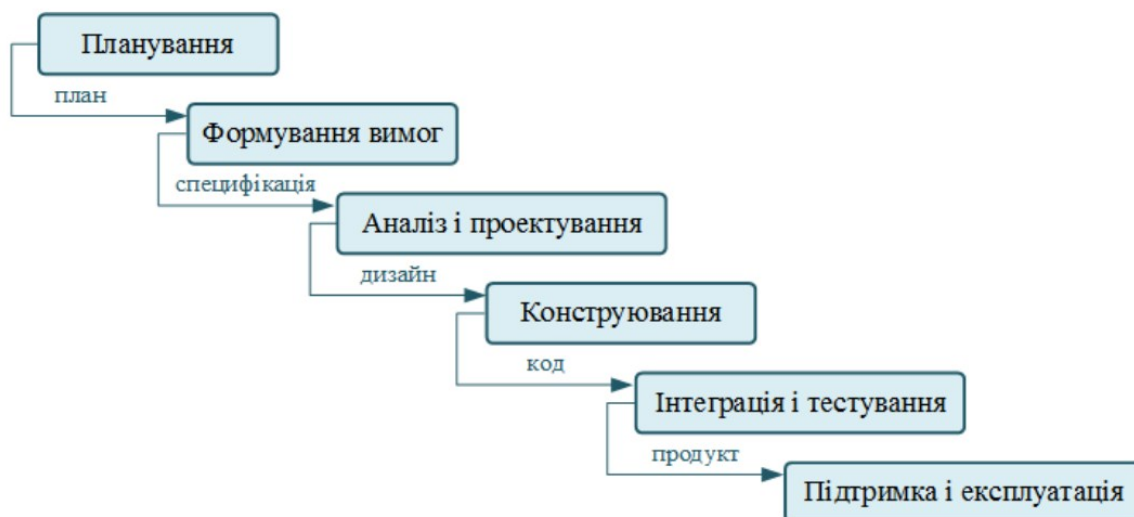 Планування
план
Формування вимог
специфікація
Аналіз і проектування
дизайн
Конструювання
код
Інтеграція і тестування
продукт
Підтримка і експлуатація